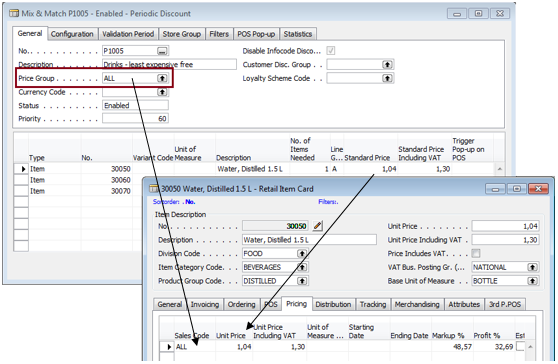 Mix & Match P1005 - Enabled - Periodic Discount
General Configuration Validation Period Store Group Filters POS Pop-up Statistics
No. . . . . . . . . . . . P1005 Disable Infocode Disco...
Description . . . . . . . . Drinks - least expensive free Customer Disc. Group . .
Price Group . . . . . . . . ALL Loyalty Scheme Code . .
Currency Code . . . . . .
Status . . . . . . . . . . Enabled
Priority . . . . . . . . . 60
Type No. Variant Code Unit of Measure Description No. of Items Needed Line G... Standard Price Standard Price Including VAT Trigger Pop-up on POS
Item 30050 Water, Distilled 1.5 L 1 A 1,04 1,30
Item 30060
Item 30070
30050 Water, Distilled 1.5 L - Retail Item Card
Sortorder: . No. Filters:.
Item Description
No. . . . . . . . . . . 30050 Unit Price . . . . . . . . 1,04
Description . . . . . . . Water, Distilled 1.5 L Unit Price Including VAT . 1,30
Division Code . . . . . . FOOD Price Includes VAT. . . . .
Item Category Code. . . BEVERAGES VAT Bus. Posting Gr. (... NATIONAL
Product Group Code. . . DISTILLED Base Unit of Measure . . BOTTLE
General Invoicing Ordering POS Pricing Distribution Tracking Merchandising Attributes 3rd P.POS
Sales Code Unit Price Unit Price Including VAT Unit of Measure ... Starting Date Ending Date Markup % Profit % Est
ALL 1,04 1,30 48,57 32,69